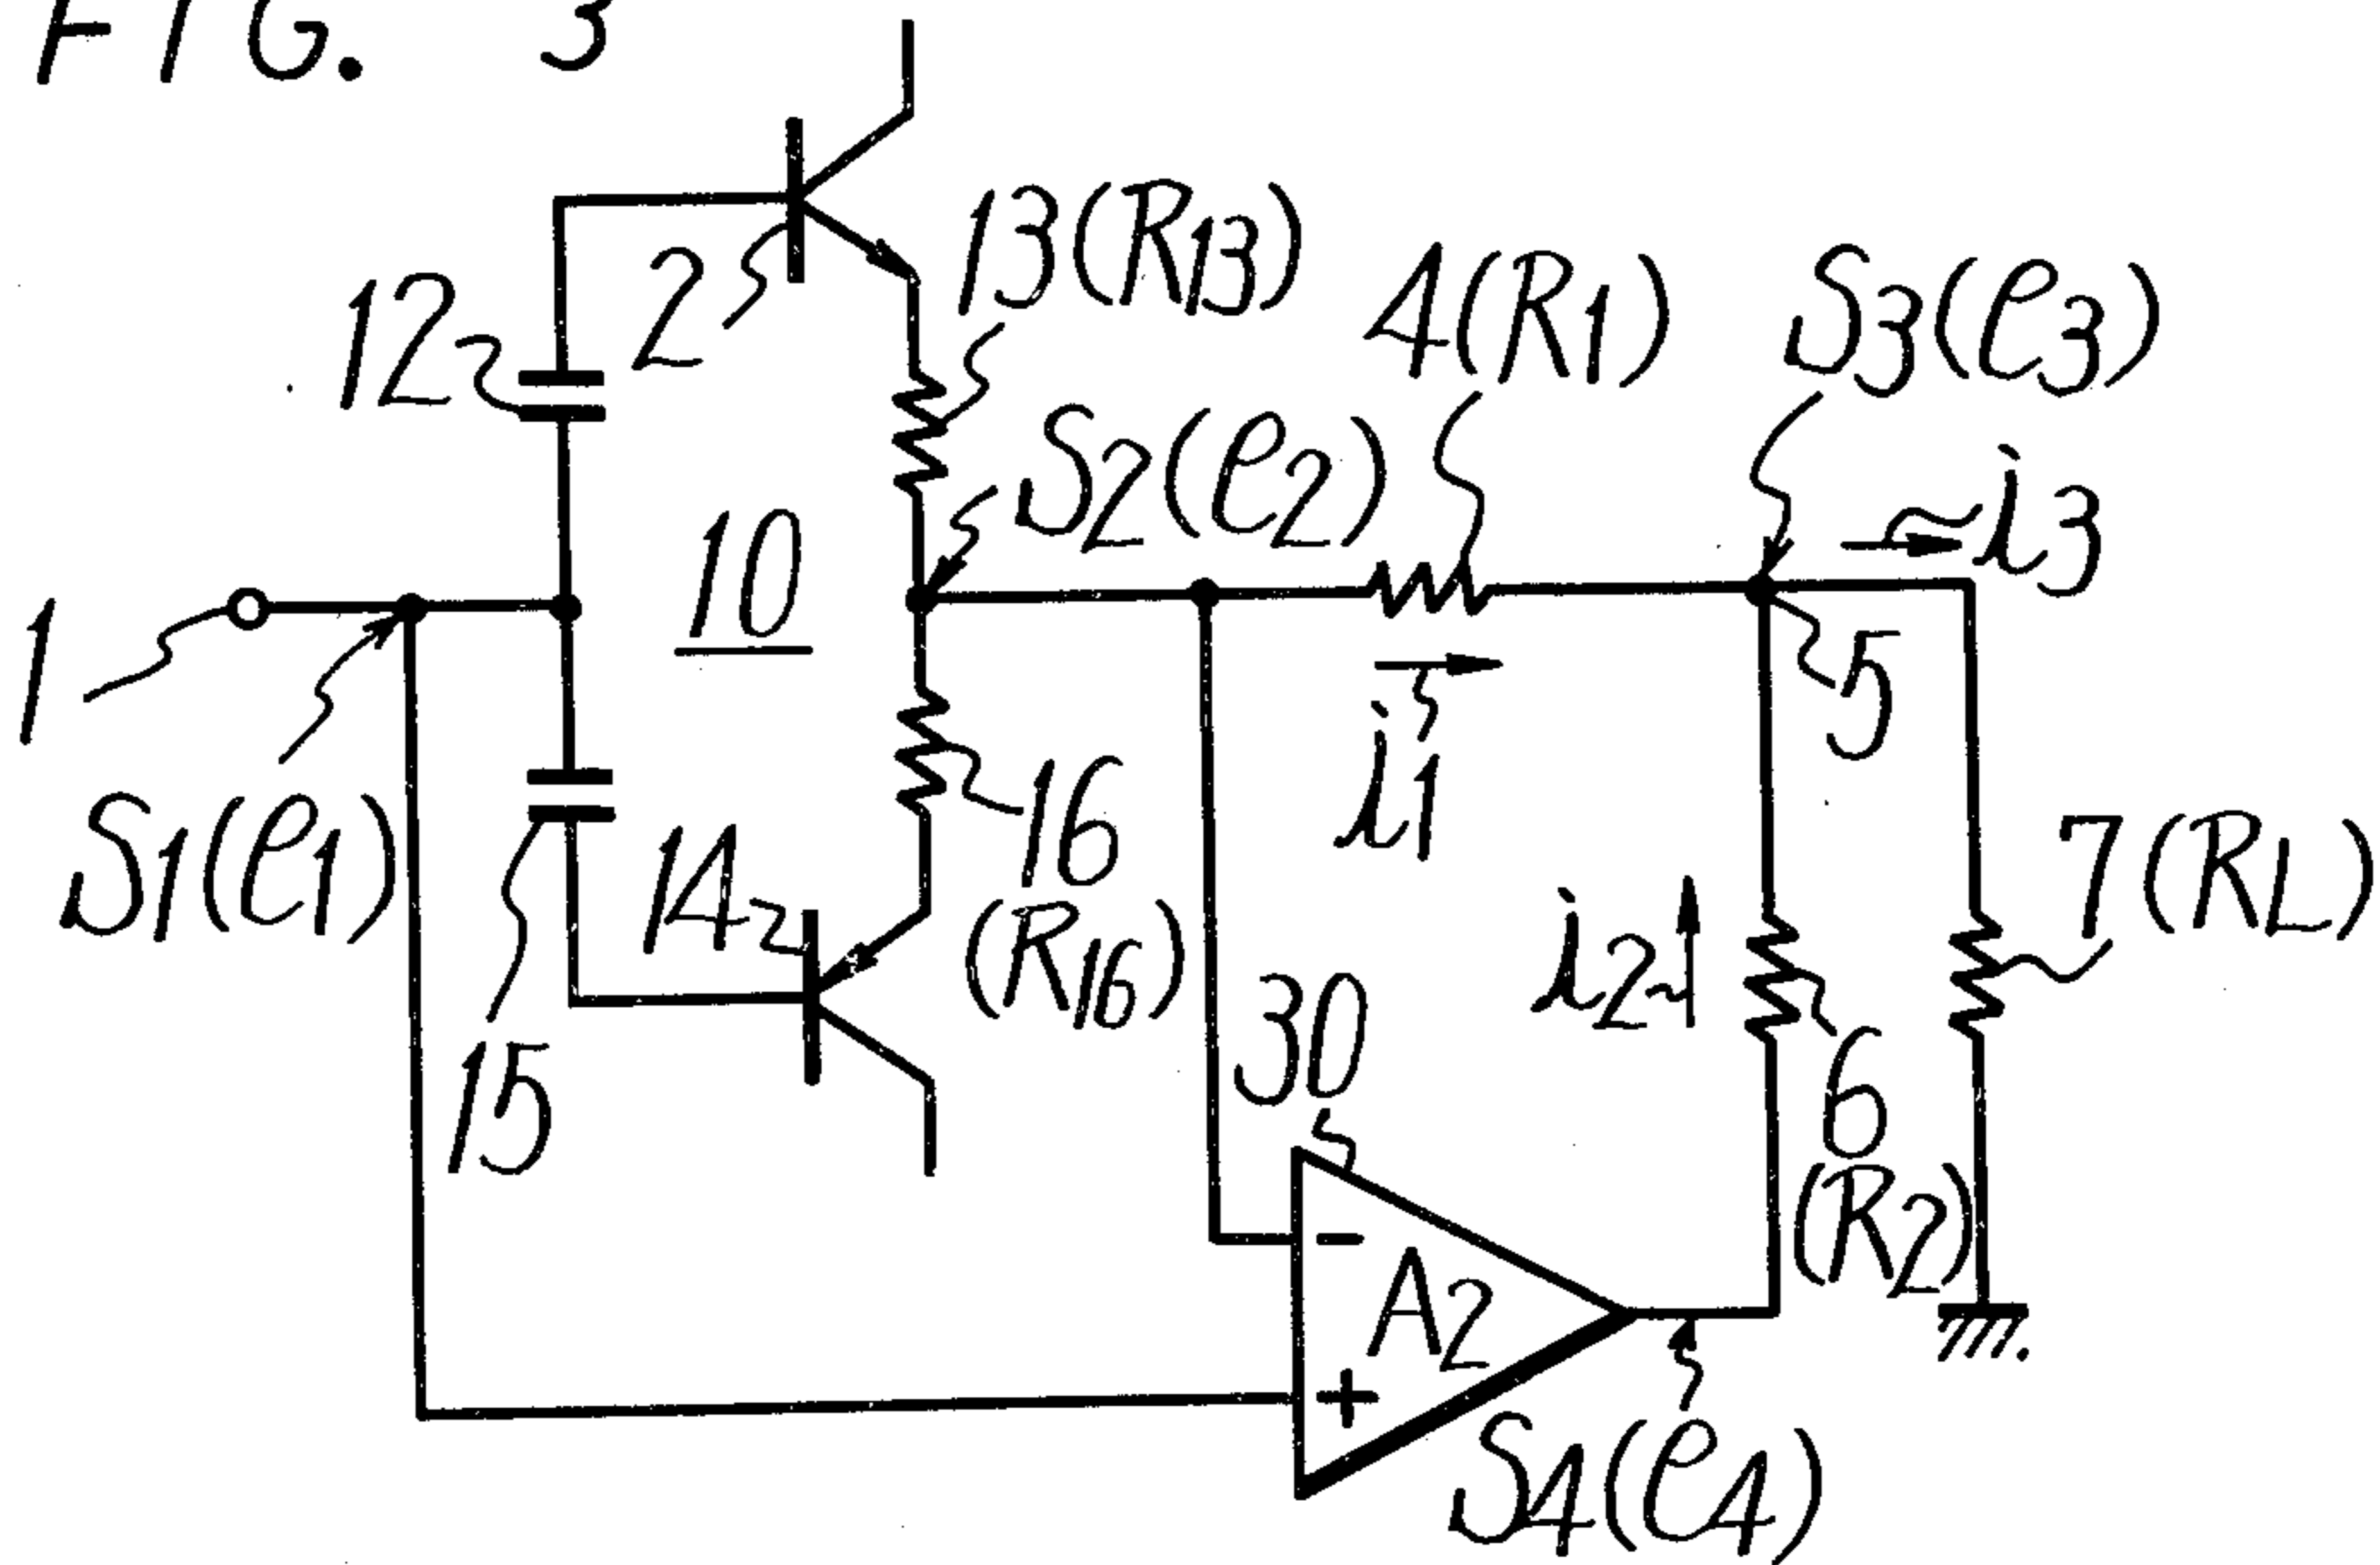 FIG. 3
13(R13)
2
12
4(R1)
S3(e3)
S2(e2)
i3
10
1
5
i1
16
(R16)
S1(e1)
14
7(RL)
i2
30
15
6
(R2)
-
A2
+
S4(e4)